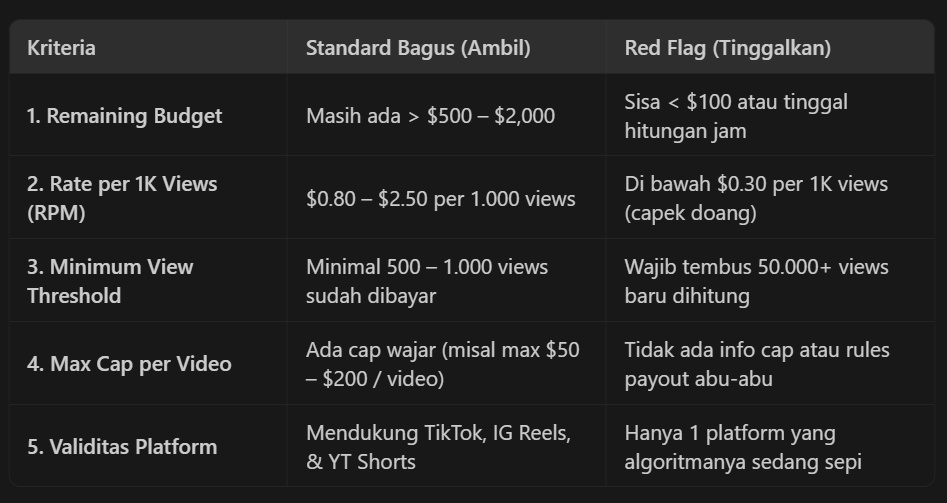 Kriteria
Standard Bagus (Ambil)
Red Flag (Tinggalkan)
1. Remaining Budget
Masih ada > $500 – $2,000
Sisa < $100 atau tinggal
hitungan jam
2. Rate per 1K Views
(RPM)
$0.80 – $2.50 per 1.000 views
Di bawah $0.30 per 1K views
(capek doang)
3. Minimum View
Threshold
Minimal 500 – 1.000 views
sudah dibayar
Wajib tembus 50.000+ views
baru dihitung
4. Max Cap per Video
Ada cap wajar (misal max $50
– $200 / video)
Tidak ada info cap atau rules
payout abu-abu
5. Validitas Platform
Mendukung TikTok, IG Reels,
& YT Shorts
Hanya 1 platform yang
algoritmanya sedang sepi